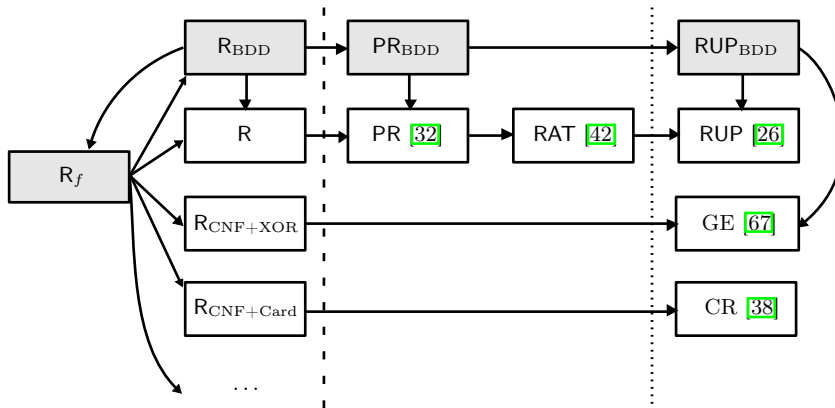 R_BDD PR_BDD RUP_BDD
R PR [32] RAT [42] RUP [26]
R_f
R_CNF+XOR GE [67]
R_CNF+Card CR [38]
...